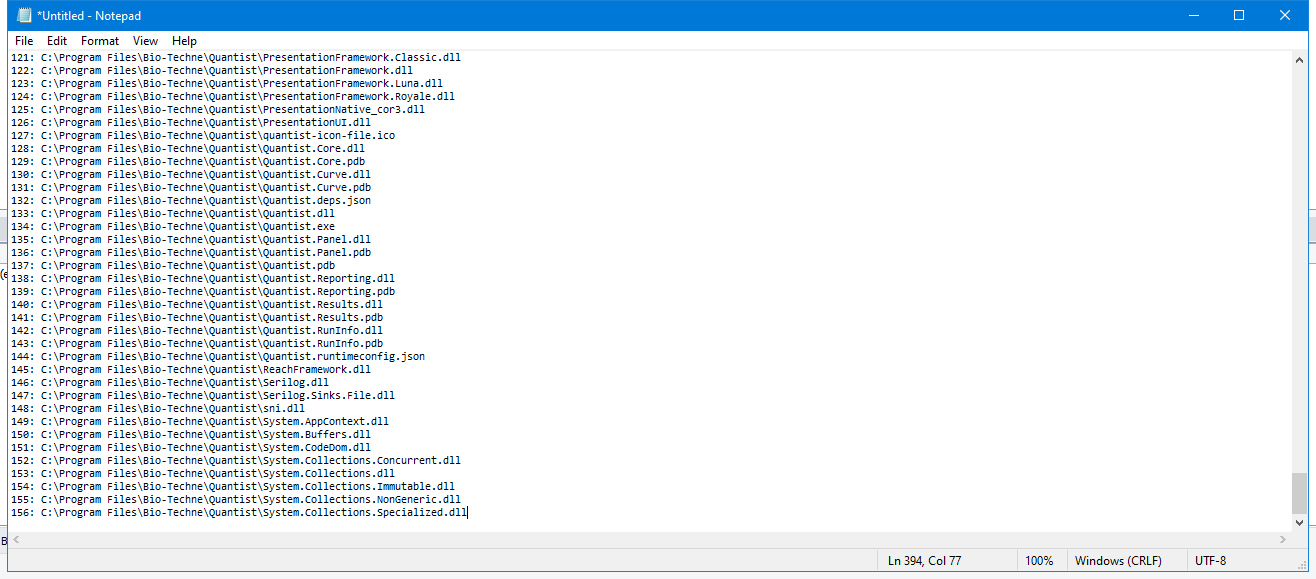 *Untitled - Notepad
File Edit Format View Help
121: C:\Program Files\Bio-Techne\Quantist\PresentationFramework.Classic.dll
122: C:\Program Files\Bio-Techne\Quantist\PresentationFramework.dll
123: C:\Program Files\Bio-Techne\Quantist\PresentationFramework.Luna.dll
124: C:\Program Files\Bio-Techne\Quantist\PresentationFramework.Royale.dll
125: C:\Program Files\Bio-Techne\Quantist\PresentationNative_cor3.dll
126: C:\Program Files\Bio-Techne\Quantist\PresentationUI.dll
127: C:\Program Files\Bio-Techne\Quantist\quantist-icon-file.ico
128: C:\Program Files\Bio-Techne\Quantist\Quantist.Core.dll
129: C:\Program Files\Bio-Techne\Quantist\Quantist.Core.pdb
130: C:\Program Files\Bio-Techne\Quantist\Quantist.Curve.dll
131: C:\Program Files\Bio-Techne\Quantist\Quantist.Curve.pdb
132: C:\Program Files\Bio-Techne\Quantist\Quantist.deps.json
133: C:\Program Files\Bio-Techne\Quantist\Quantist.dll
134: C:\Program Files\Bio-Techne\Quantist\Quantist.exe
135: C:\Program Files\Bio-Techne\Quantist\Quantist.Panel.dll
136: C:\Program Files\Bio-Techne\Quantist\Quantist.Panel.pdb
137: C:\Program Files\Bio-Techne\Quantist\Quantist.pdb
138: C:\Program Files\Bio-Techne\Quantist\Quantist.Reporting.dll
139: C:\Program Files\Bio-Techne\Quantist\Quantist.Reporting.pdb
140: C:\Program Files\Bio-Techne\Quantist\Quantist.Results.dll
141: C:\Program Files\Bio-Techne\Quantist\Quantist.Results.pdb
142: C:\Program Files\Bio-Techne\Quantist\Quantist.RunInfo.dll
143: C:\Program Files\Bio-Techne\Quantist\Quantist.RunInfo.pdb
144: C:\Program Files\Bio-Techne\Quantist\Quantist.runtimeconfig.json
145: C:\Program Files\Bio-Techne\Quantist\ReachFramework.dll
146: C:\Program Files\Bio-Techne\Quantist\Serilog.dll
147: C:\Program Files\Bio-Techne\Quantist\Serilog.Sinks.File.dll
148: C:\Program Files\Bio-Techne\Quantist\sni.dll
149: C:\Program Files\Bio-Techne\Quantist\System.AppContext.dll
150: C:\Program Files\Bio-Techne\Quantist\System.Buffers.dll
151: C:\Program Files\Bio-Techne\Quantist\System.CodeDom.dll
152: C:\Program Files\Bio-Techne\Quantist\System.Collections.Concurrent.dll
153: C:\Program Files\Bio-Techne\Quantist\System.Collections.dll
154: C:\Program Files\Bio-Techne\Quantist\System.Collections.Immutable.dll
155: C:\Program Files\Bio-Techne\Quantist\System.Collections.NonGeneric.dll
156: C:\Program Files\Bio-Techne\Quantist\System.Collections.Specialized.dll
Ln 394, Col 77 100% Windows (CRLF) UTF-8